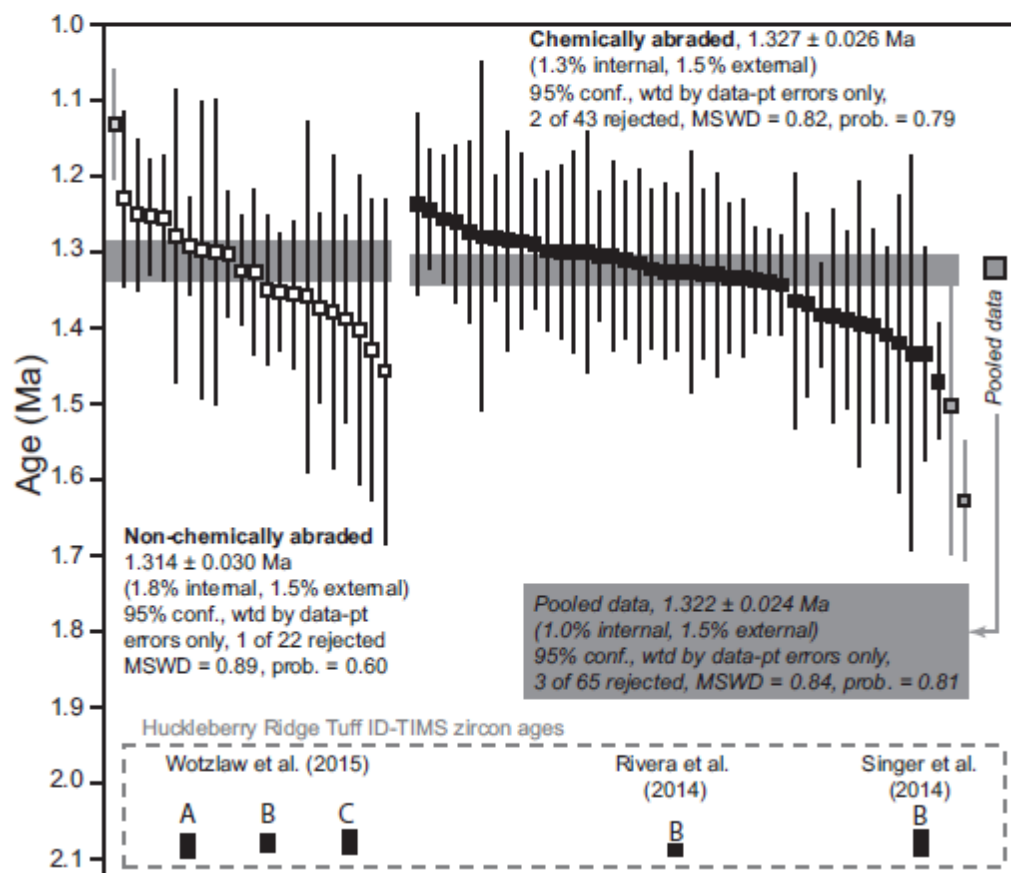 Age (Ma)
1.0
1.1
1.2
1.3
1.4
1.5
1.6
1.7
1.8
1.9
2.0
2.1
Chemically abraded, 1.327 ± 0.026 Ma
(1.3% internal, 1.5% external)
95% conf., wtd by data-pt errors only,
2 of 43 rejected, MSWD = 0.82, prob. = 0.79
Pooled data
Non-chemically abraded
1.314 ± 0.030 Ma
(1.8% internal, 1.5% external)
95% conf., wtd by data-pt
errors only, 1 of 22 rejected
MSWD = 0.89, prob. = 0.60
Pooled data, 1.322 ± 0.024 Ma
(1.0% internal, 1.5% external)
95% conf., wtd by data-pt errors only,
3 of 65 rejected, MSWD = 0.84, prob. = 0.81
Huckleberry Ridge Tuff ID-TIMS zircon ages
Wotzlaw et al. (2015)
A
B
C
Rivera et al.
(2014)
B
Singer et al.
(2014)
B